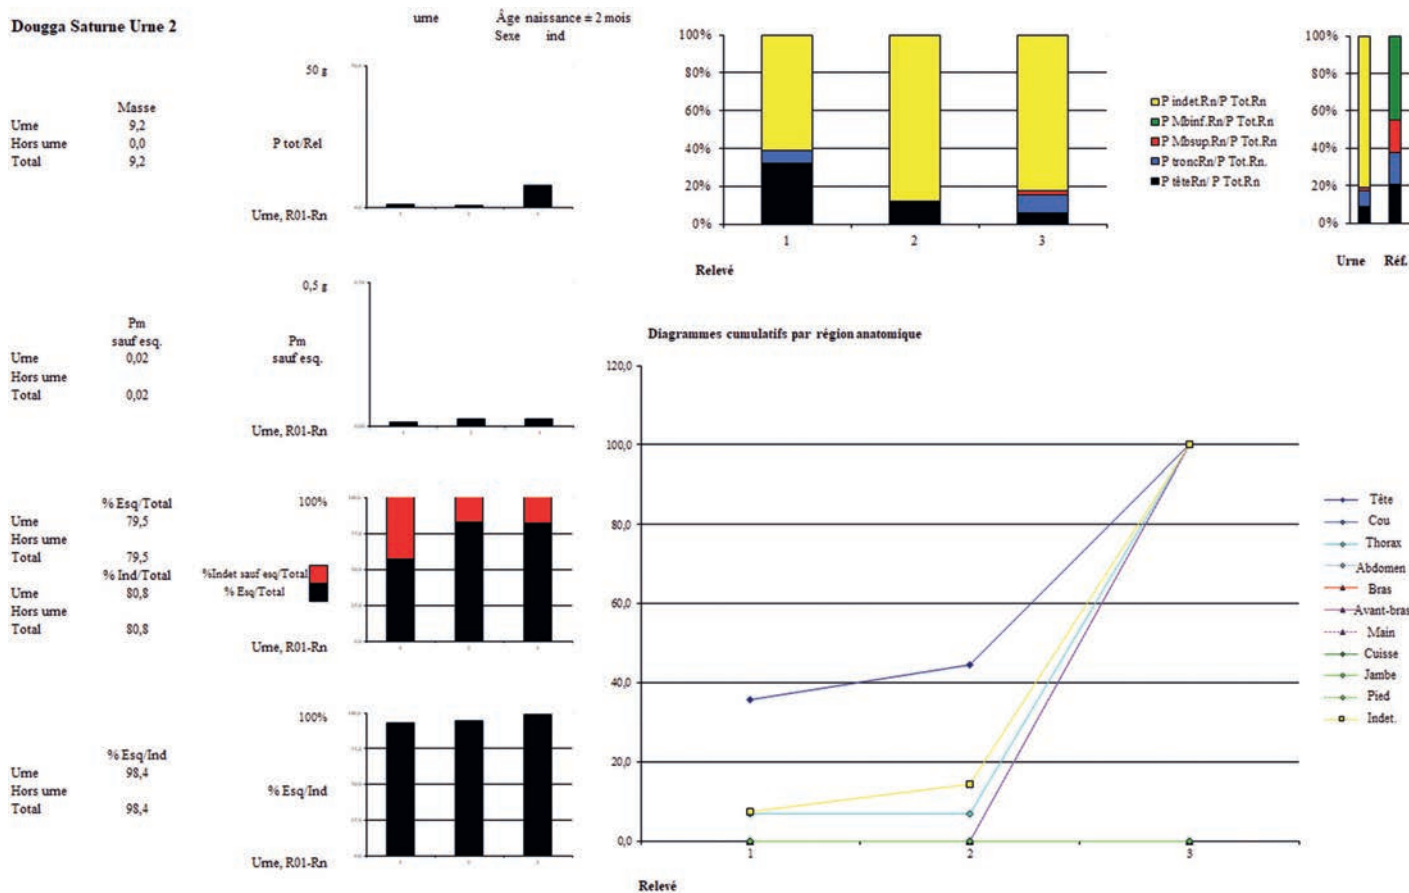 Dougga Saturne Urne 2
urne Âge naissance ± 2 mois
Sexe ind
Masse
Urne 9,2
Hors urne 0,0
Total 9,2
50 g
P tot/Rel
Urne, R01-Rn
Pm
sauf esq.
Urne 0,02
Hors urne
Total 0,02
0,5 g
Pm
sauf esq.
Urne, R01-Rn
% Esq/Total
Urne 79,5
Hors urne
Total 79,5
% Ind/Total
Urne 80,8
Hors urne
Total 80,8
100%
%Indet sauf esq/Total
% Esq/Total
Urne, R01-Rn
% Esq/Ind
Urne 98,4
Hors urne
Total 98,4
100%
% Esq/Ind
Urne, R01-Rn
100%
80%
60%
40%
20%
0%
1 2 3
Relevé
P indet.Rn/P Tot.Rn
P Mbinf.Rn/P Tot.Rn
P Mbsup.Rn/P Tot.Rn
P troncRn/P Tot.Rn.
P têteRn/ P Tot.Rn
100%
80%
60%
40%
20%
0%
Urne Réf.
Diagrammes cumulatifs par région anatomique
120,0
100,0
80,0
60,0
40,0
20,0
0,0
1 2 3
Relevé
Tête
Cou
Thorax
Abdomen
Bras
Avant-bras
Main
Cuisse
Jambe
Pied
Indet.